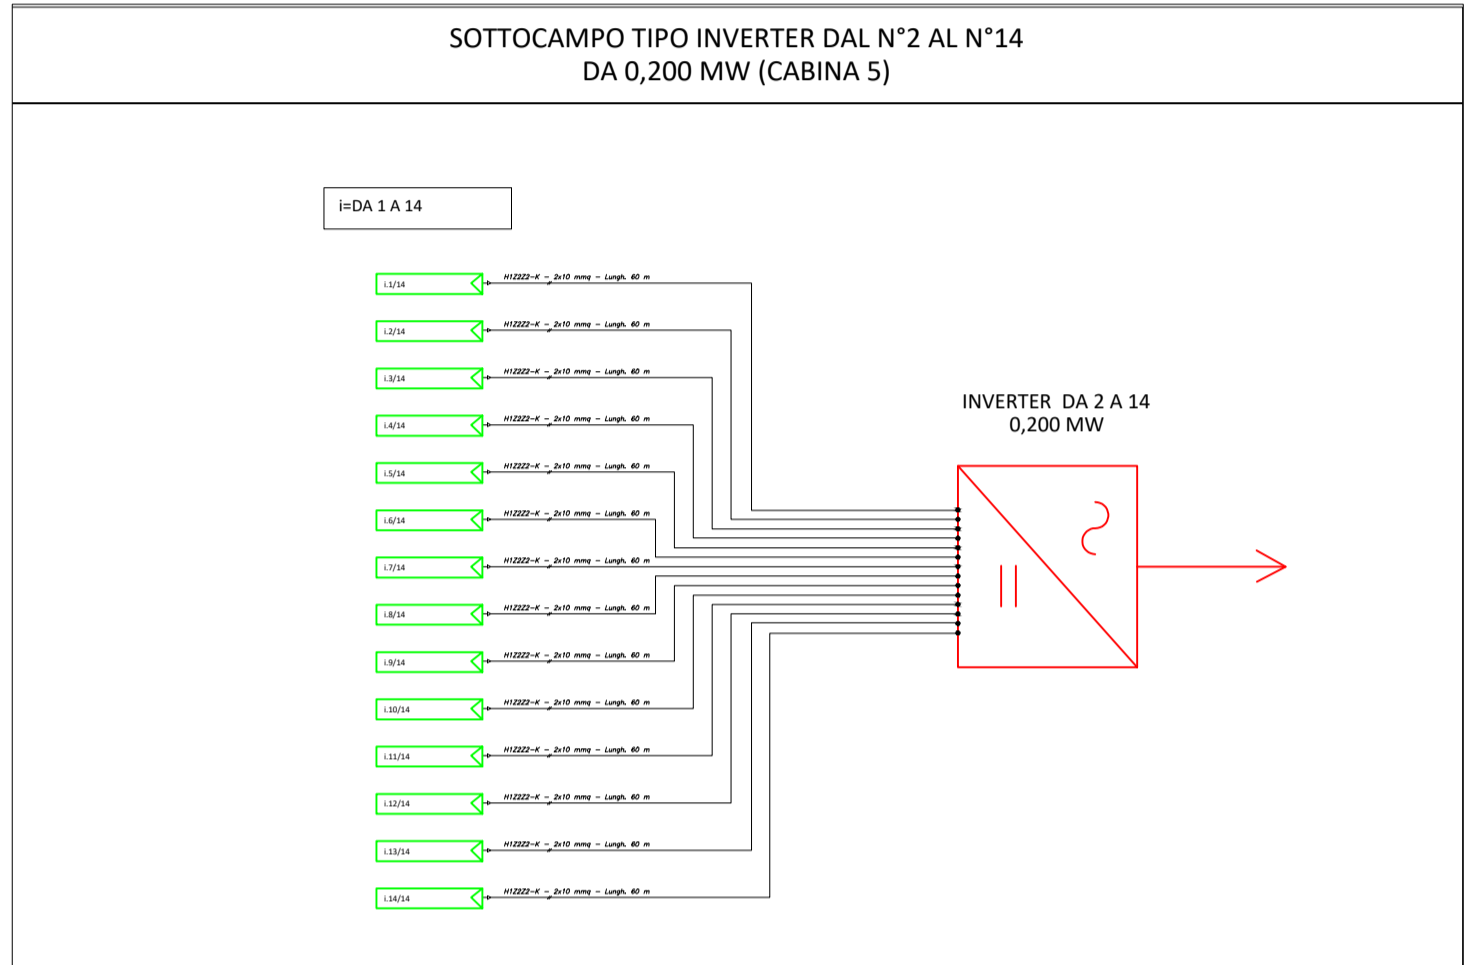 SOTTOCAMPO TIPO INVERTER DAL N°2 AL N°14
DA 0,200 MW (CABINA 5)
i=DA 1 A 14
i.1/14 H1Z2Z2-K - 2x10 mmq - Lungh. 60 m
i.2/14 H1Z2Z2-K - 2x10 mmq - Lungh. 60 m
i.3/14 H1Z2Z2-K - 2x10 mmq - Lungh. 60 m
INVERTER DA 2 A 14
0,200 MW
i.4/14 H1Z2Z2-K - 2x10 mmq - Lungh. 60 m
i.5/14 H1Z2Z2-K - 2x10 mmq - Lungh. 60 m
i.6/14 H1Z2Z2-K - 2x10 mmq - Lungh. 60 m
i.7/14 H1Z2Z2-K - 2x10 mmq - Lungh. 60 m
i.8/14 H1Z2Z2-K - 2x10 mmq - Lungh. 60 m
i.9/14 H1Z2Z2-K - 2x10 mmq - Lungh. 60 m
i.10/14 H1Z2Z2-K - 2x10 mmq - Lungh. 60 m
i.11/14 H1Z2Z2-K - 2x10 mmq - Lungh. 60 m
i.12/14 H1Z2Z2-K - 2x10 mmq - Lungh. 60 m
i.13/14 H1Z2Z2-K - 2x10 mmq - Lungh. 60 m
i.14/14 H1Z2Z2-K - 2x10 mmq - Lungh. 60 m